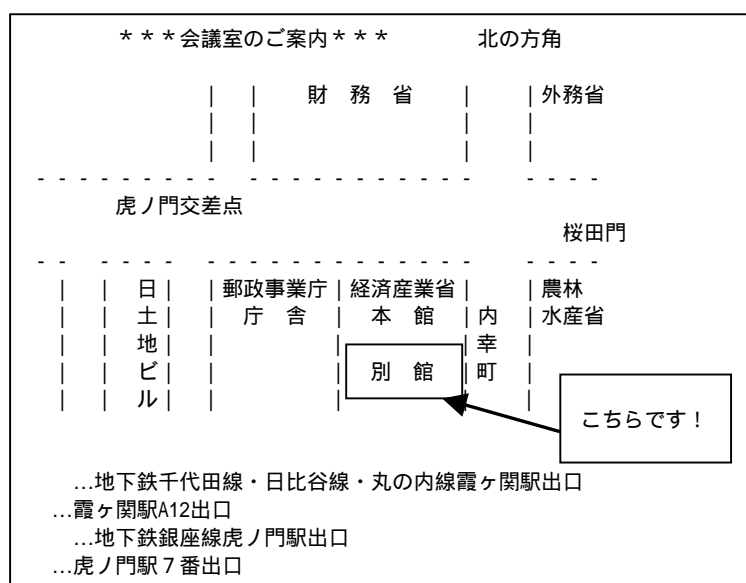 ＊＊＊会議室のご案内＊＊＊　北の方角
財 務 省　外務省
虎ノ門交差点
桜田門
日土地ビル
郵政事業庁
庁 舎
経済産業省
本 館
別 館
内幸町
農林
水産省
こちらです！
…地下鉄千代田線・日比谷線・丸の内線霞ヶ関駅出口
…霞ヶ関駅A12出口
…地下鉄銀座線虎ノ門駅出口
…虎ノ門駅７番出口